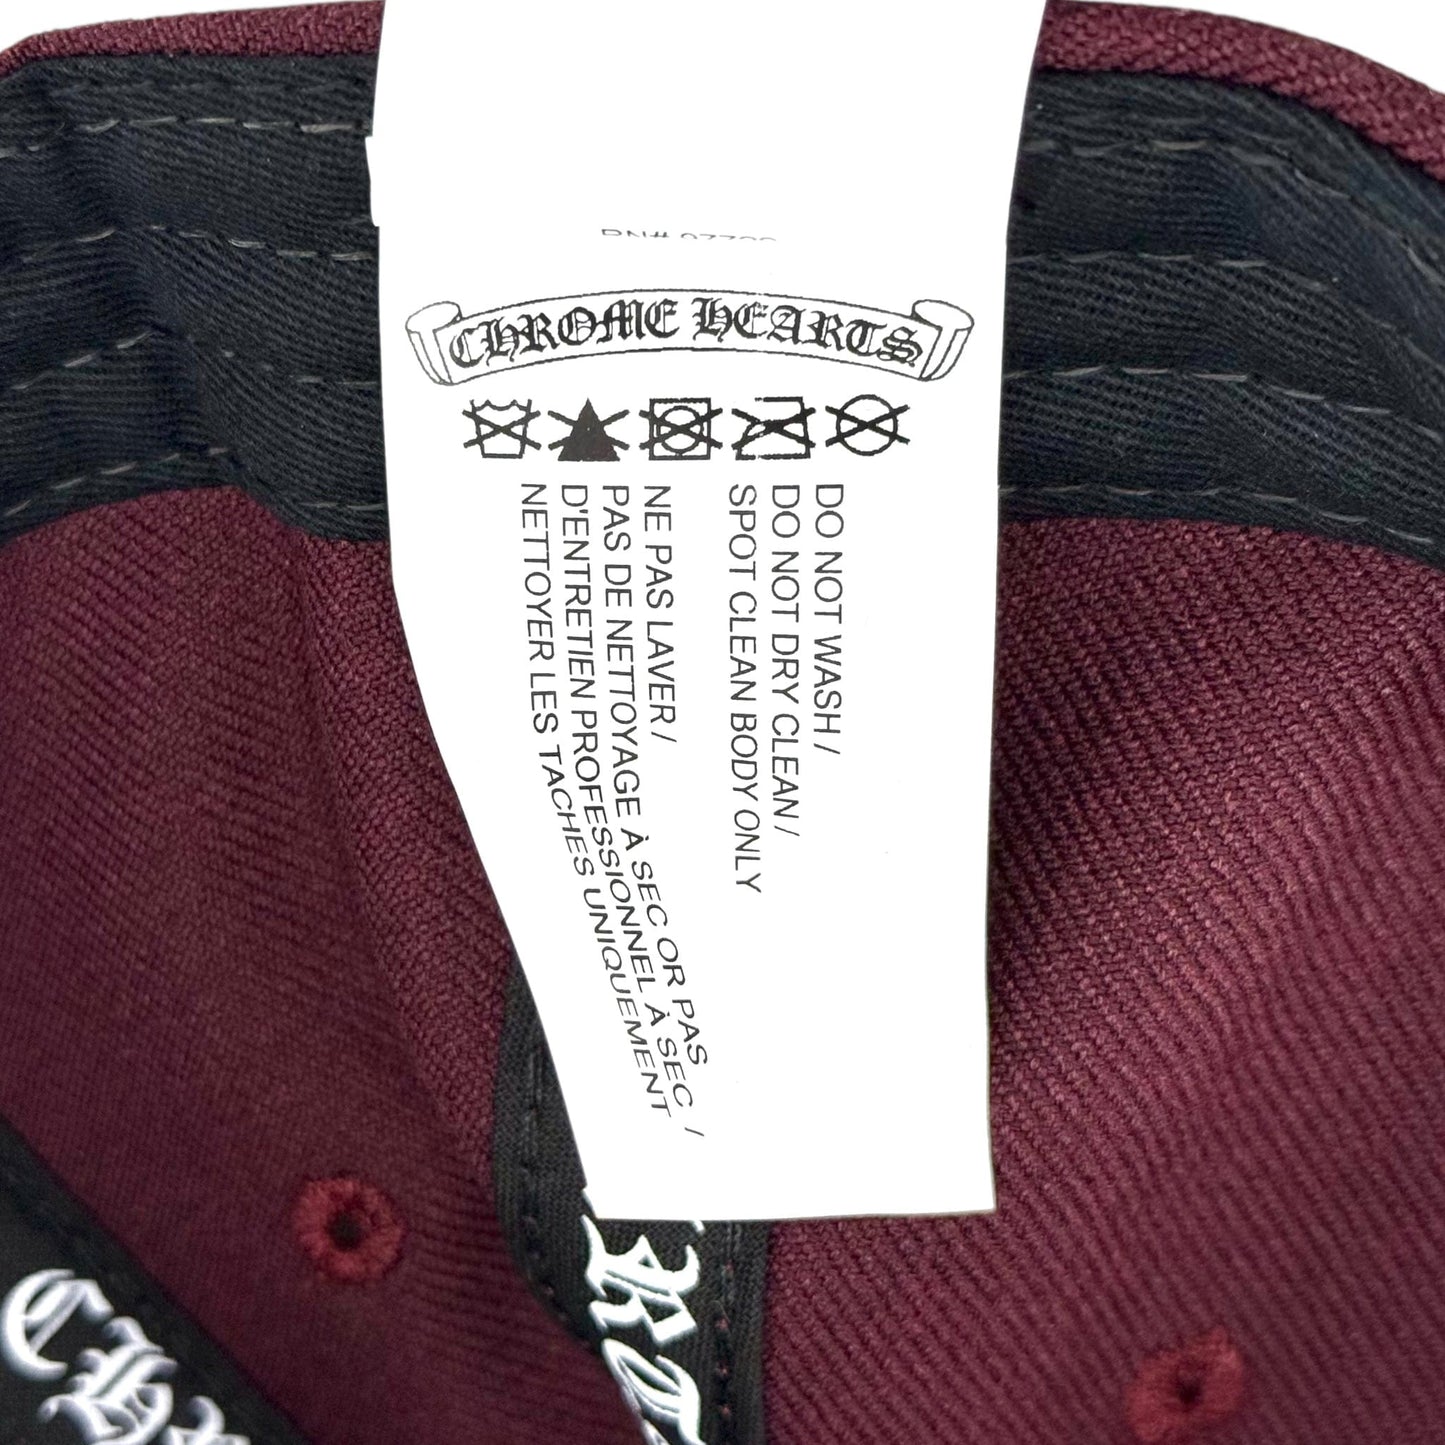 CHROME HEARTS
DO NOT WASH /
DO NOT DRY CLEAN /
SPOT CLEAN BODY ONLY
NE PAS LAVER /
PAS DE NETTOYAGE À SEC OR PAS
D'ENTRETIEN PROFESSIONNEL À SEC /
NETTOYER LES TACHES UNIQUEMENT